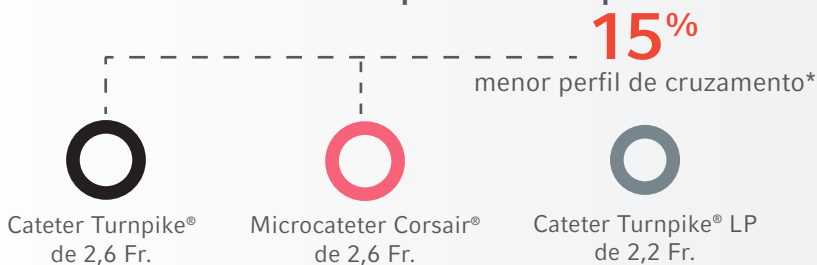 15%
menor perfil de cruzamento*
Cateter Turnpike®
de 2,6 Fr.
Microcateter Corsair®
de 2,6 Fr.
Cateter Turnpike® LP
de 2,2 Fr.